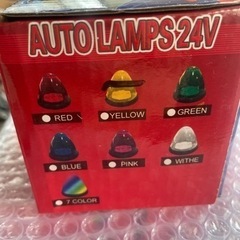 AUTO LAMPS 24V
RED YELLOW GREEN
BLUE PINK WITHE
7 COLOR